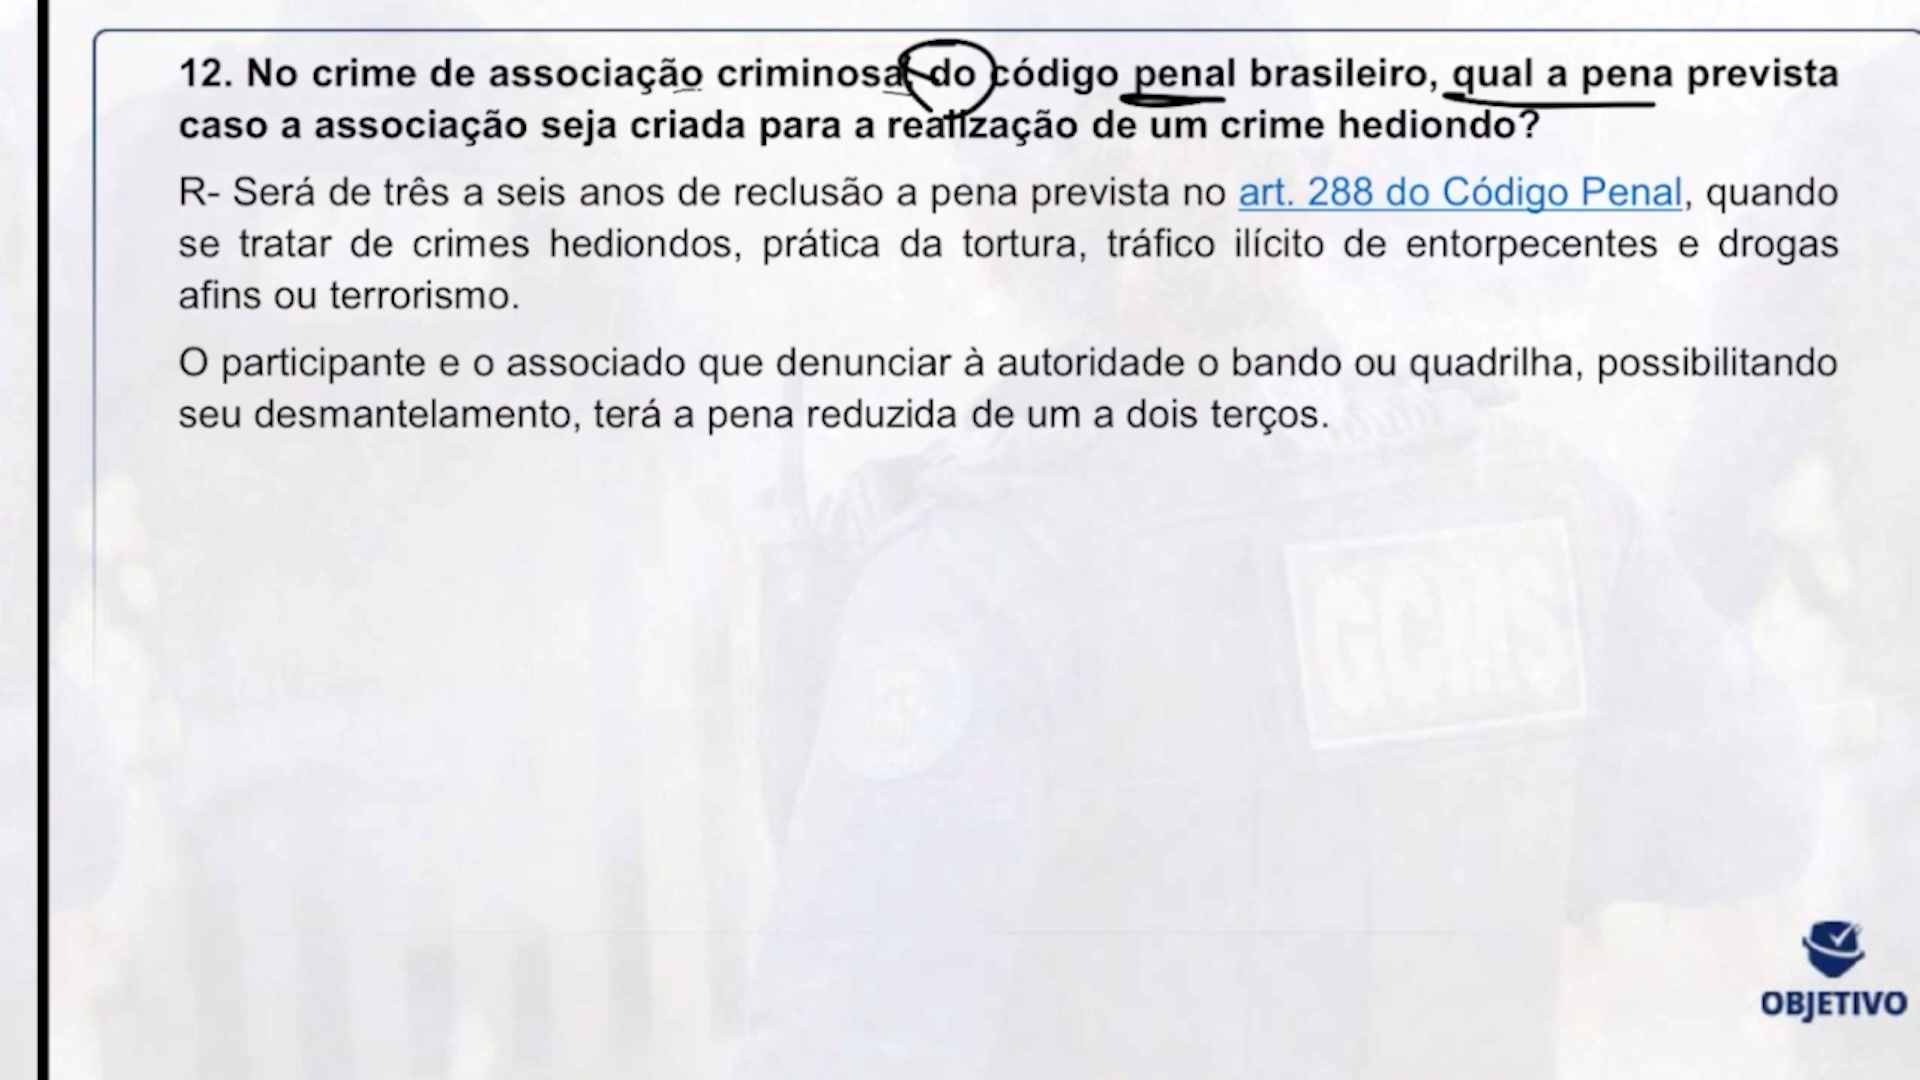 12. No crime de associação criminosa do código penal brasileiro, qual a pena prevista
caso a associação seja criada para a realização de um crime hediondo?
R- Será de três a seis anos de reclusão a pena prevista no art. 288 do Código Penal, quando
se tratar de crimes hediondos, prática da tortura, tráfico ilícito de entorpecentes e drogas
afins ou terrorismo.
O participante e o associado que denunciar à autoridade o bando ou quadrilha, possibilitando
seu desmantelamento, terá a pena reduzida de um a dois terços.
GCMS
OBJETIVO